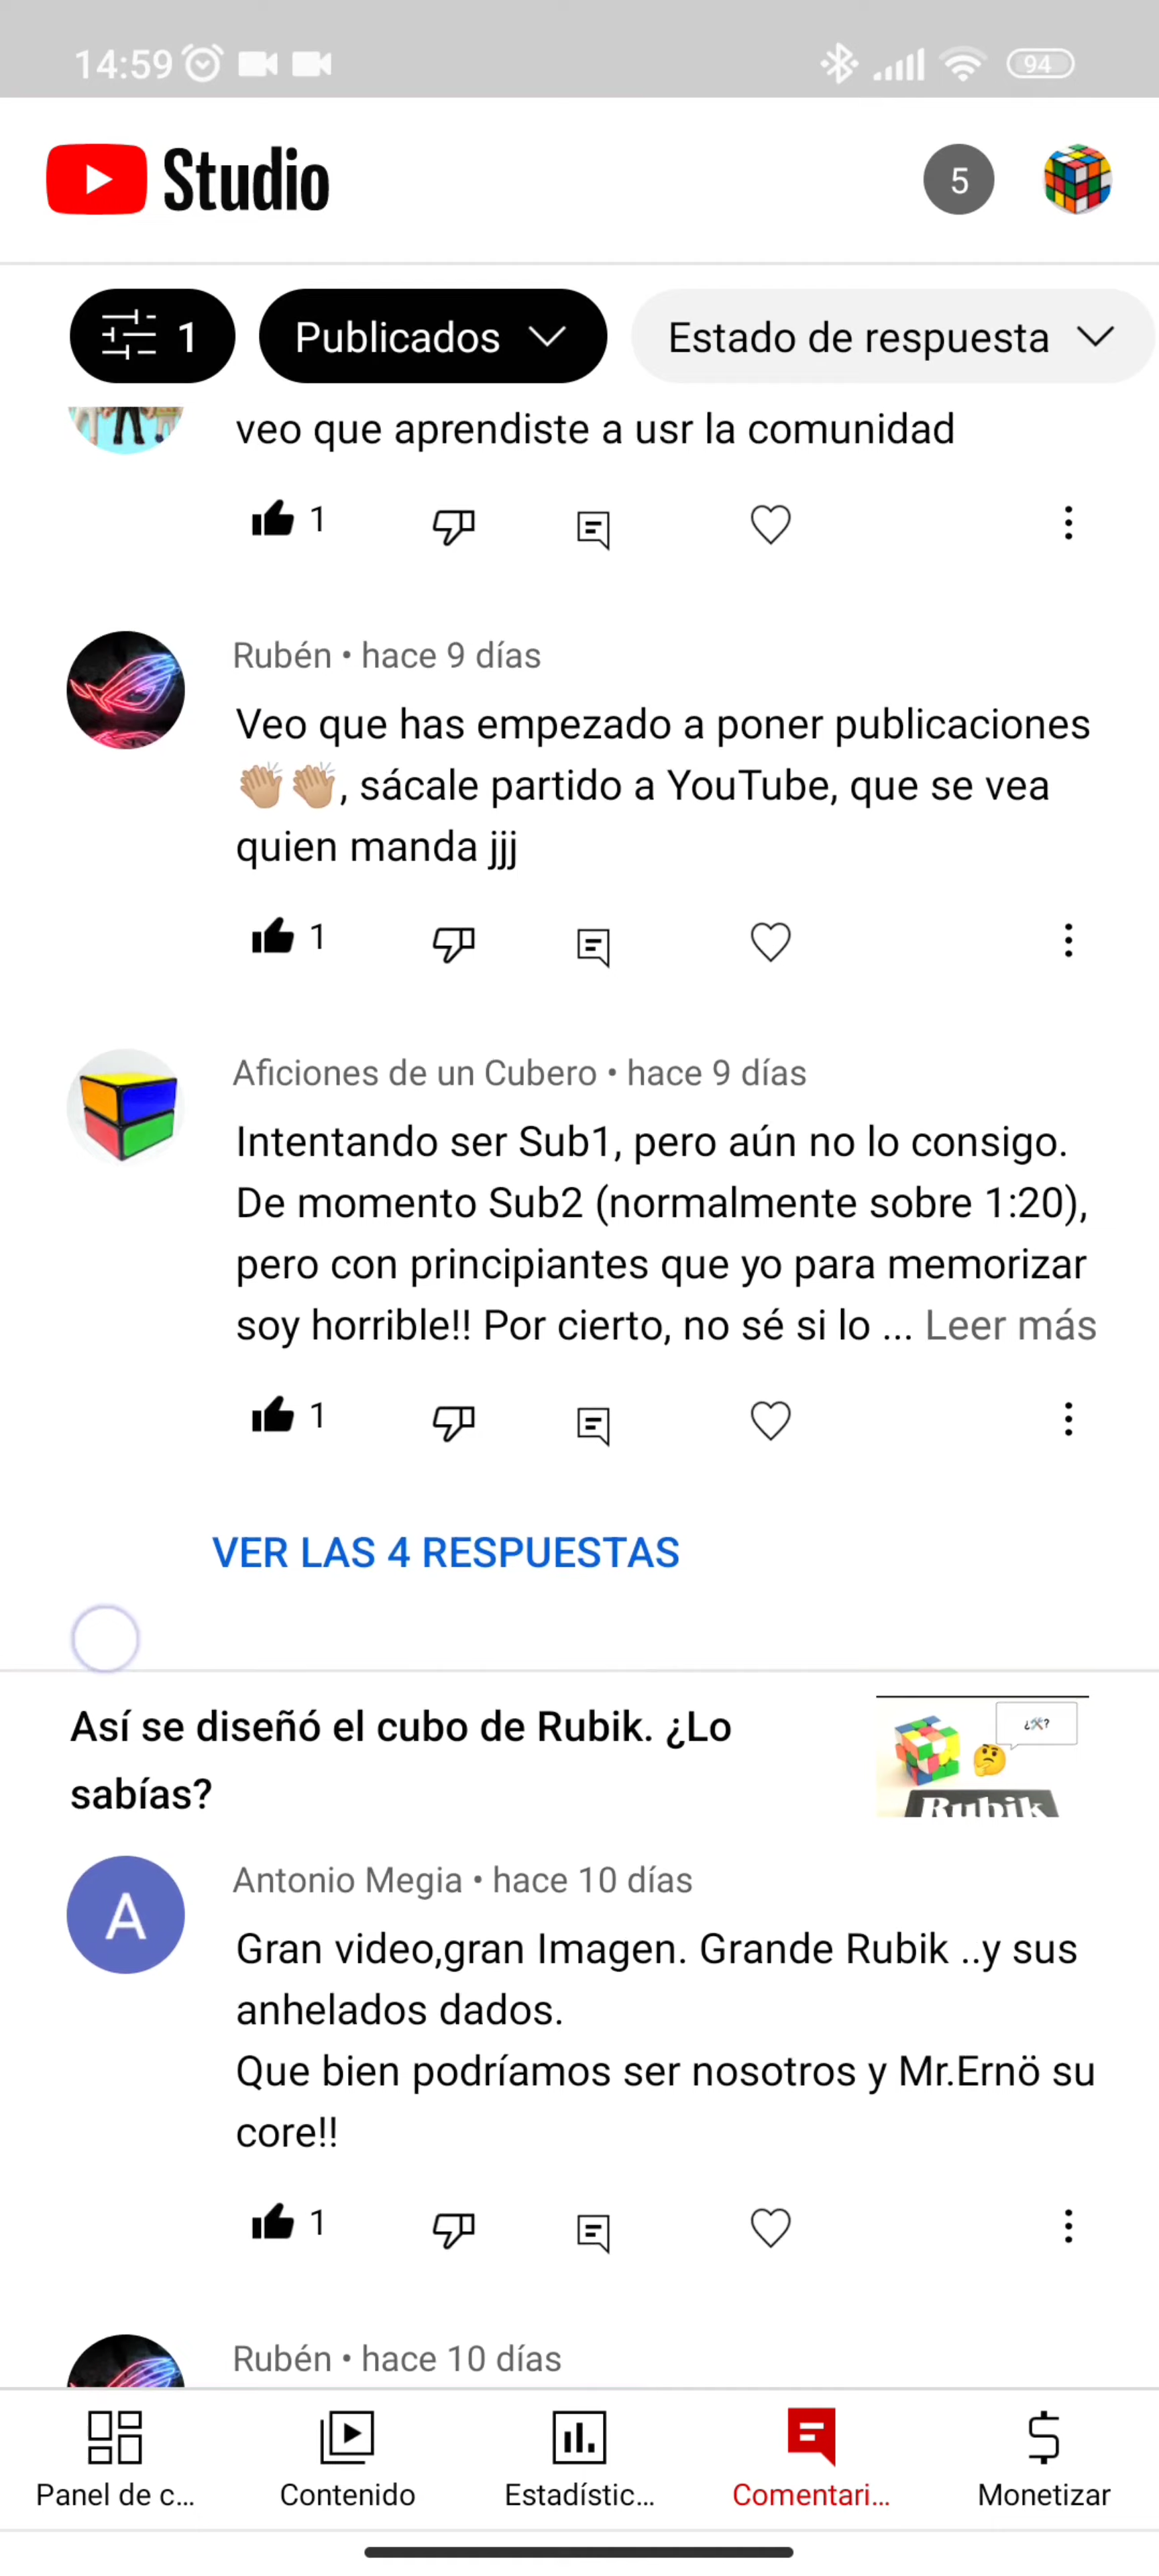 14:59
94
Studio
5
1
Publicados
Estado de respuesta
veo que aprendiste a usr la comunidad
1
Rubén • hace 9 días
Veo que has empezado a poner publicaciones
👏🏼👏🏼, sácale partido a YouTube, que se vea
quien manda jjj
1
Aficiones de un Cubero • hace 9 días
Intentando ser Sub1, pero aún no lo consigo.
De momento Sub2 (normalmente sobre 1:20),
pero con principiantes que yo para memorizar
soy horrible!! Por cierto, no sé si lo ... Leer más
1
VER LAS 4 RESPUESTAS
Así se diseñó el cubo de Rubik. ¿Lo
sabías?
¿🛠?
Rubik
A
Antonio Megia • hace 10 días
Gran video,gran Imagen. Grande Rubik ..y sus
anhelados dados.
Que bien podríamos ser nosotros y Mr.Ernö su
core!!
1
Rubén • hace 10 días
Panel de c...
Contenido
Estadístic...
Comentari...
Monetizar